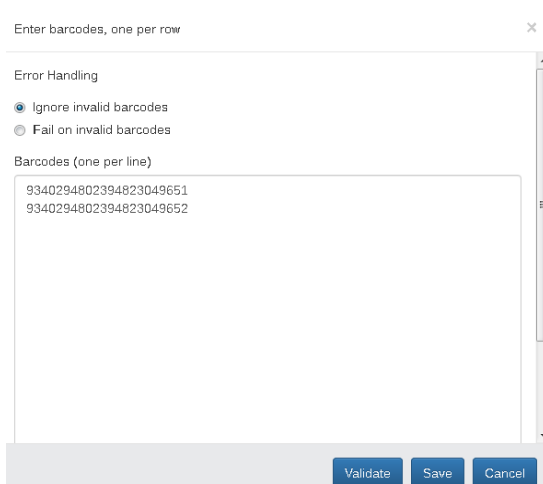 Enter barcodes, one per row
×
Error Handling
Ignore invalid barcodes
Fail on invalid barcodes
Barcodes (one per line)
9340294802394823049651
9340294802394823049652
Validate Save Cancel